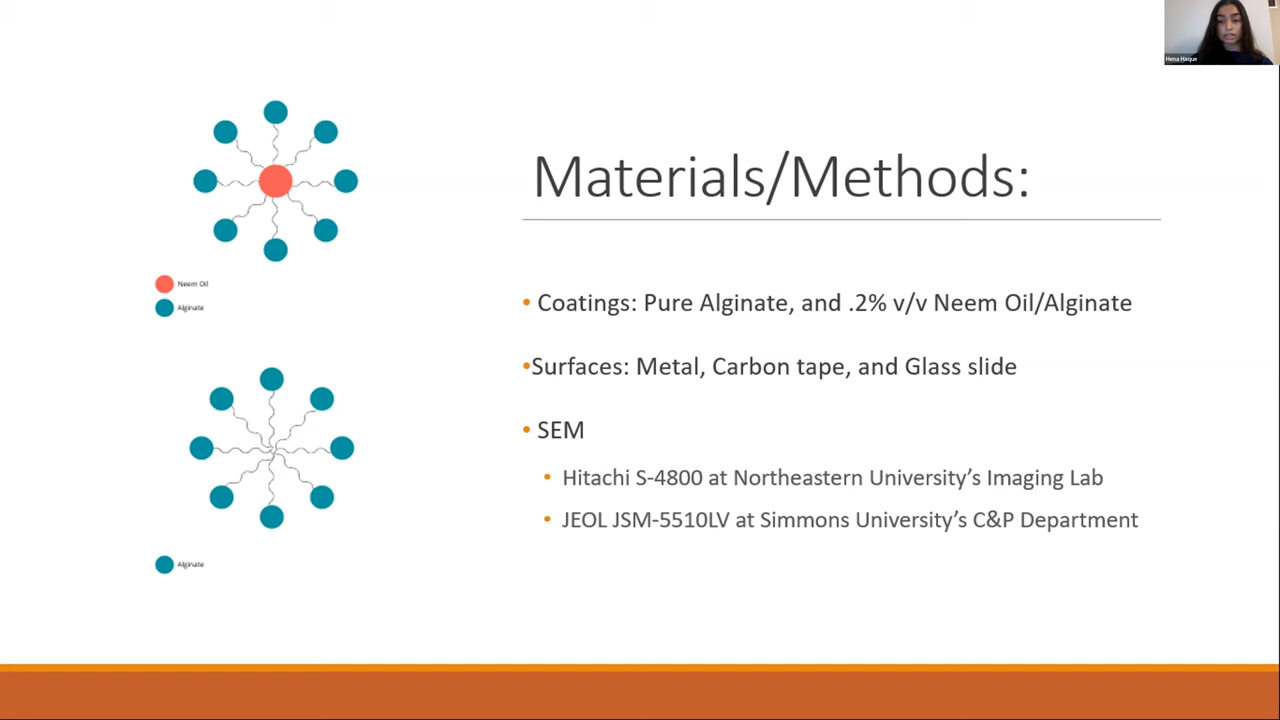 Hena Haque
Materials/Methods:
Neem Oil
Alginate
• Coatings: Pure Alginate, and .2% v/v Neem Oil/Alginate
•Surfaces: Metal, Carbon tape, and Glass slide
• SEM
• Hitachi S-4800 at Northeastern University’s Imaging Lab
• JEOL JSM-5510LV at Simmons University’s C&P Department
Alginate